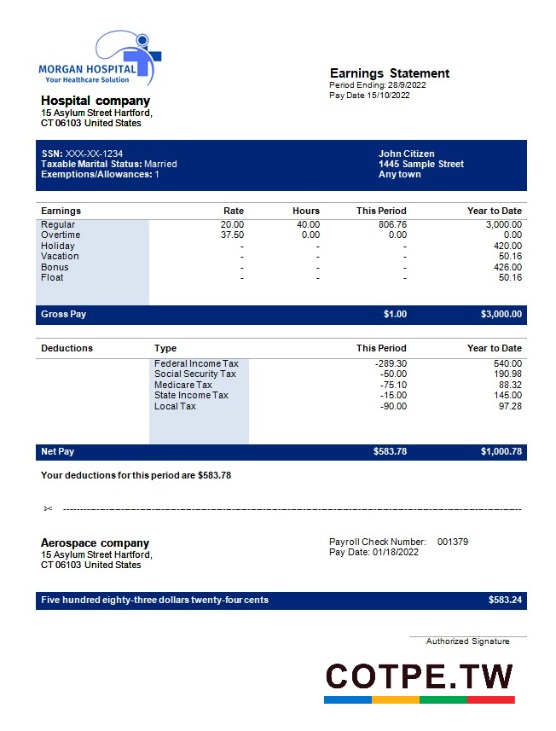 MORGAN HOSPITAL
Your Healthcare Solution
Hospital company
15 Asylum Street Hartford,
CT 06103 United States
Earnings Statement
Period Ending: 28/9/2022
Pay Date 15/10/2022
SSN: XXX-XX-1234
Taxable Marital Status: Married
Exemptions/Allowances: 1
John Citizen
1445 Sample Street
Any town
Earnings Rate Hours This Period Year to Date
Regular 20.00 40.00 806.76 3,000.00
Overtime 37.50 0.00 0.00 0.00
Holiday - - - 420.00
Vacation - - - 50.16
Bonus - - - 426.00
Float - - - 50.16
Gross Pay $1.00 $3,000.00
Deductions Type This Period Year to Date
Federal Income Tax -289.30 540.00
Social Security Tax -50.00 190.98
Medicare Tax -75.10 88.32
State Income Tax -15.00 145.00
Local Tax -90.00 97.28
Net Pay $583.78 $1,000.78
Your deductions for this period are $583.78
Aerospace company
15 Asylum Street Hartford,
CT 06103 United States
Payroll Check Number: 001379
Pay Date: 01/18/2022
Five hundred eighty-three dollars twenty-four cents $583.24
Authorized Signature
COTPE.TW